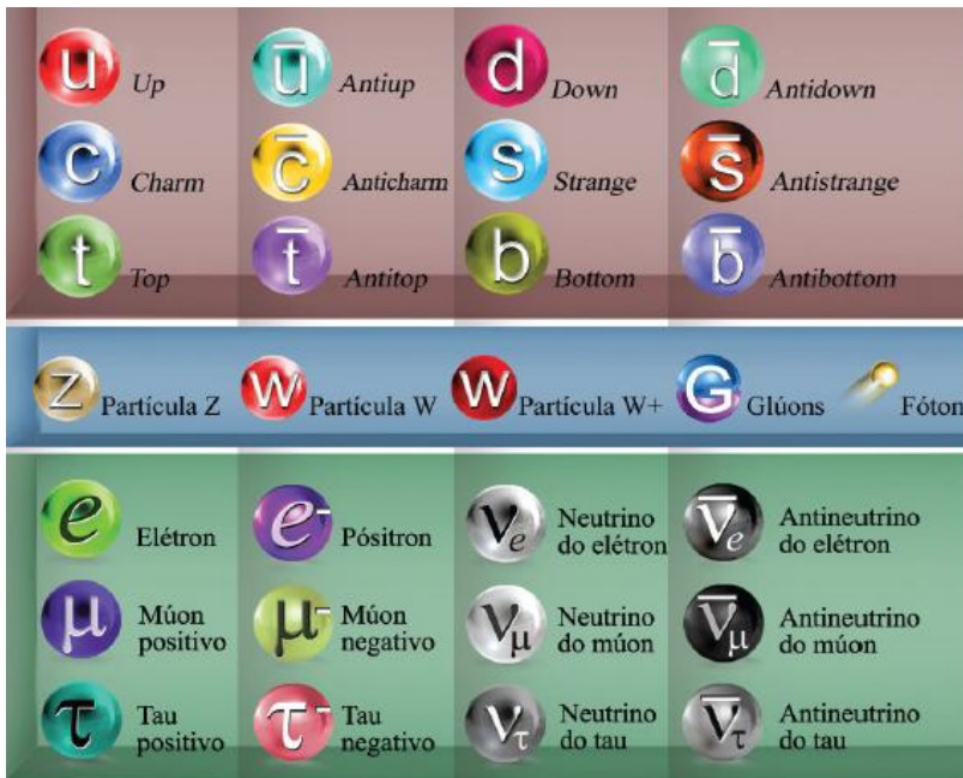 u Up
ū Antiup
d Down
d̄ Antidown
c Charm
c̄ Anticharm
s Strange
s̄ Antistrange
t Top
t̄ Antitop
b Bottom
b̄ Antibottom
Z Partícula Z
W Partícula W
W Partícula W+
G Glúons
Fóton
e Elétron
e⁻ Pósitron
νe Neutrino
do elétron
ν̄e Antineutrino
do elétron
μ Múon
positivo
μ⁻ Múon
negativo
νμ Neutrino
do múon
ν̄μ Antineutrino
do múon
τ Tau
positivo
τ⁻ Tau
negativo
ντ Neutrino
do tau
ν̄τ Antineutrino
do tau